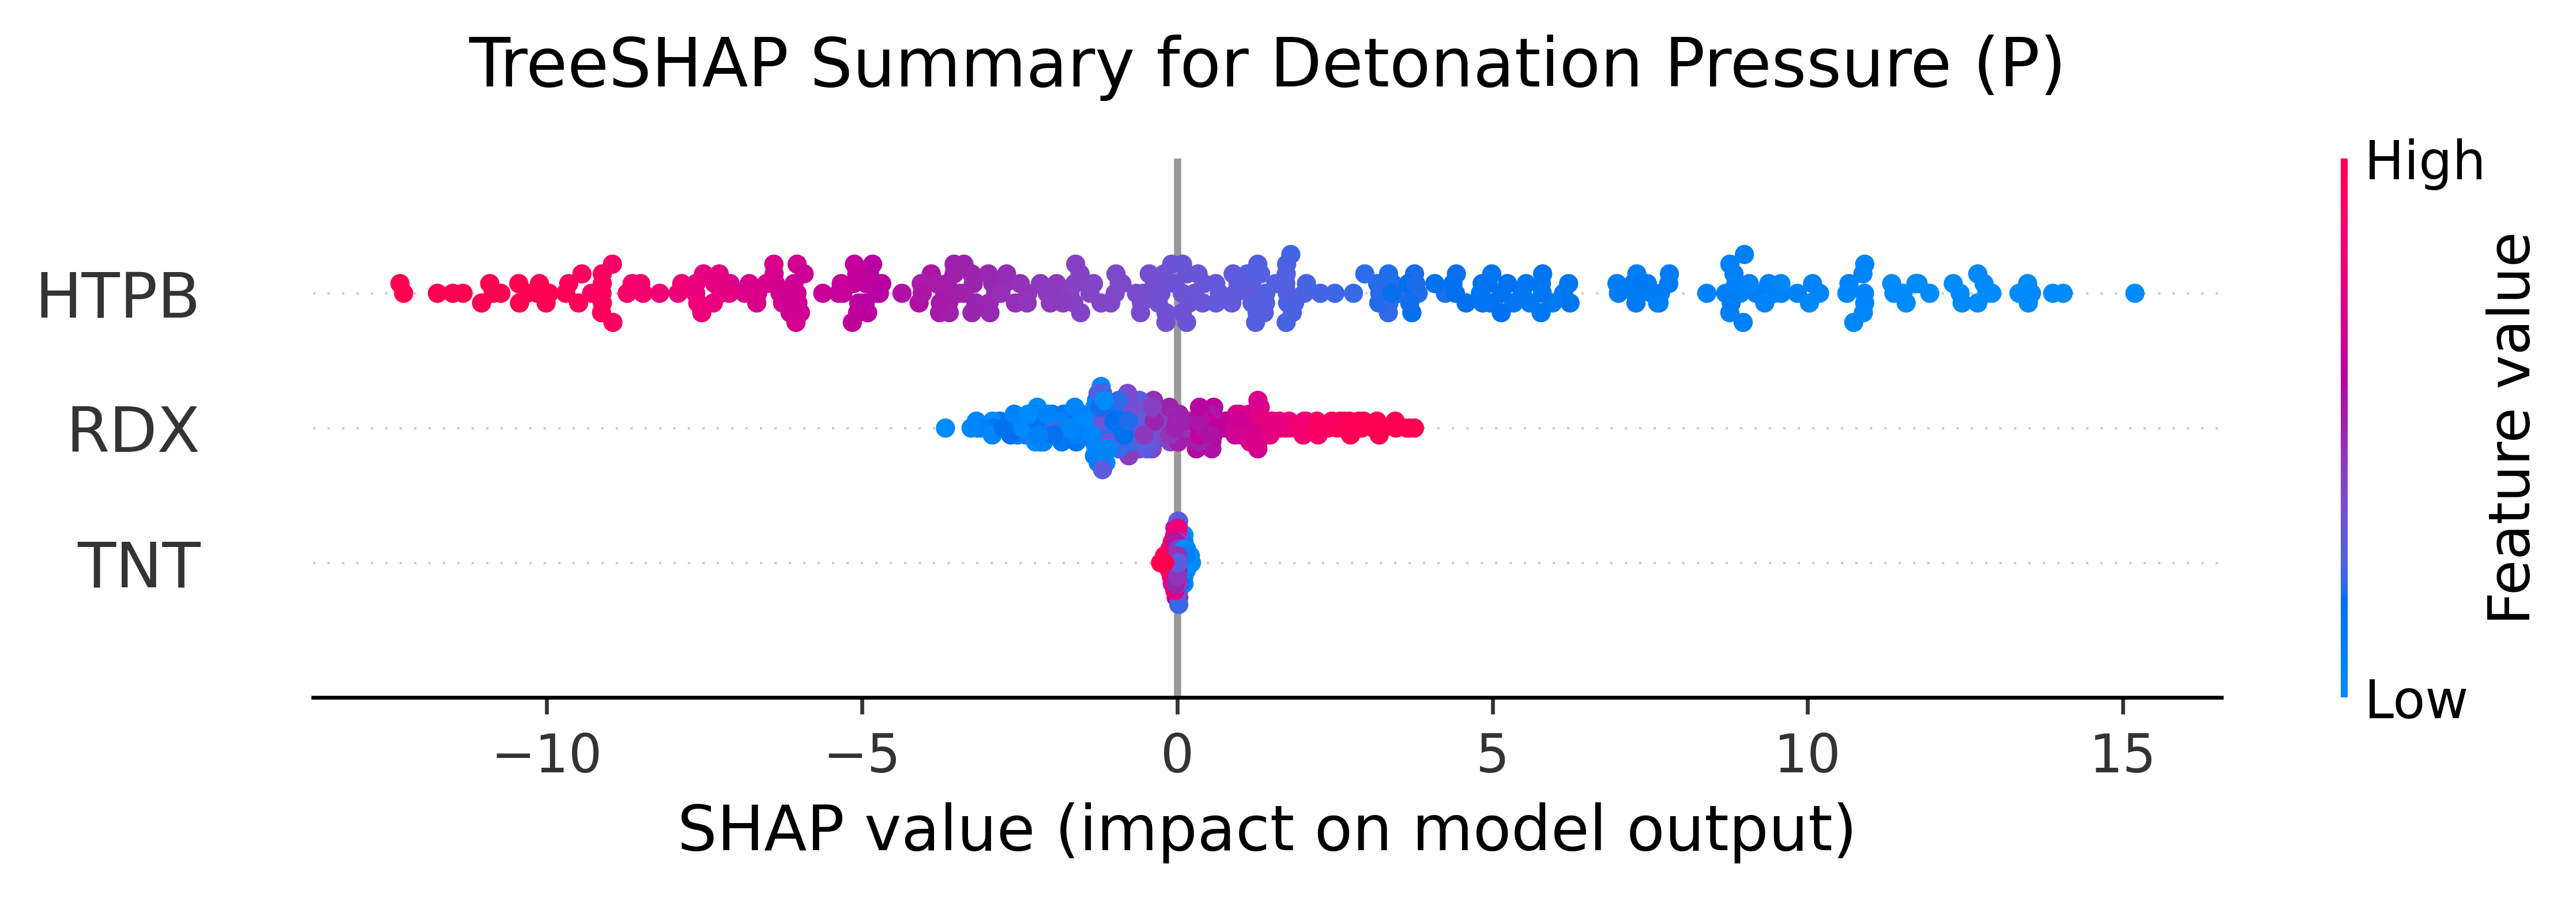 TreeSHAP Summary for Detonation Pressure (P)
High
HTPB
RDX
TNT
Feature value
Low
−10 −5 0 5 10 15
SHAP value (impact on model output)